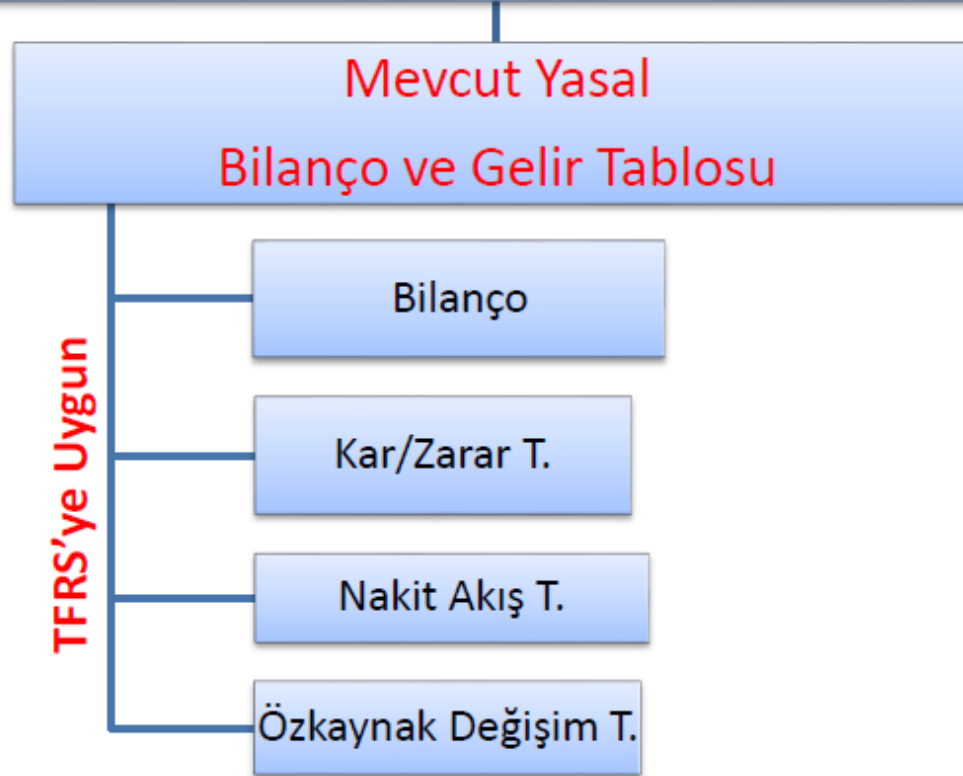 Mevcut Yasal
Bilanço ve Gelir Tablosu
TFRS’ye Uygun
Bilanço
Kar/Zarar T.
Nakit Akış T.
Özkaynak Değişim T.